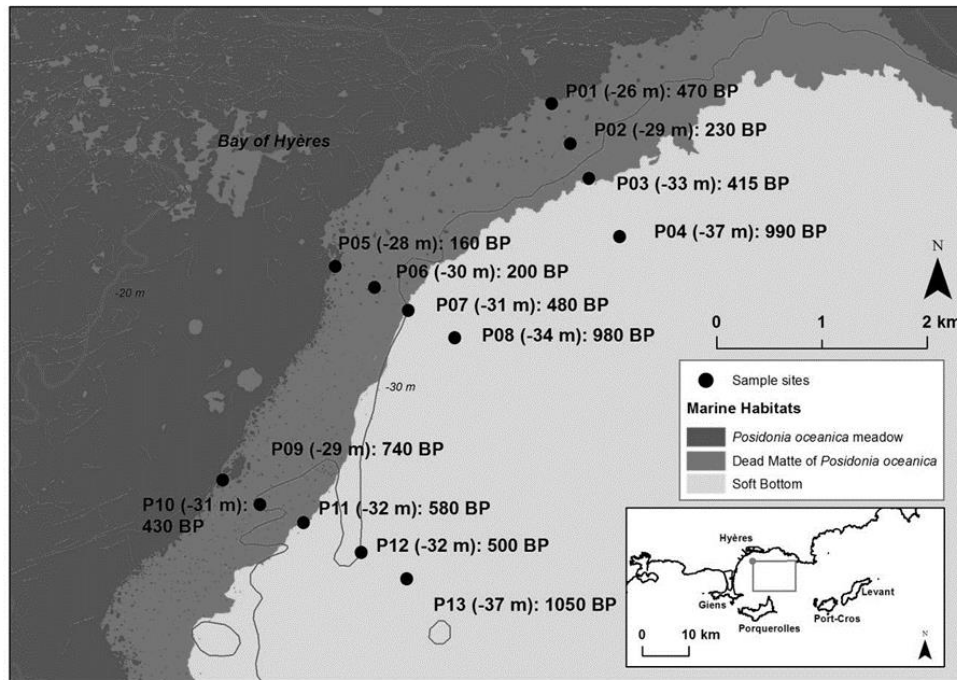 P01 (-26 m): 470 BP
Bay of Hyères
P02 (-29 m): 230 BP
P03 (-33 m): 415 BP
P04 (-37 m): 990 BP
P05 (-28 m): 160 BP
N
P06 (-30 m): 200 BP
-20 m
P07 (-31 m): 480 BP
P08 (-34 m): 980 BP
0 1 2 km
-30 m
Sample sites
Marine Habitats
Posidonia oceanica meadow
Dead Matte of Posidonia oceanica
Soft Bottom
P09 (-29 m): 740 BP
P10 (-31 m):
430 BP
P11 (-32 m): 580 BP
P12 (-32 m): 500 BP
P13 (-37 m): 1050 BP
Hyères
Levant
Giens
Port-Cros
Porquerolles
0 10 km
N